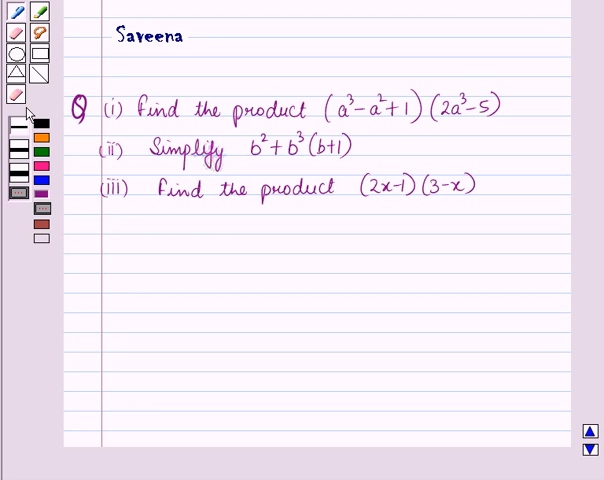 Saveena
Q (i) Find the product (a³-a²+1) (2a³-5)
(ii) Simplify b²+b³(b+1)
(iii) Find the product (2x-1) (3-x)